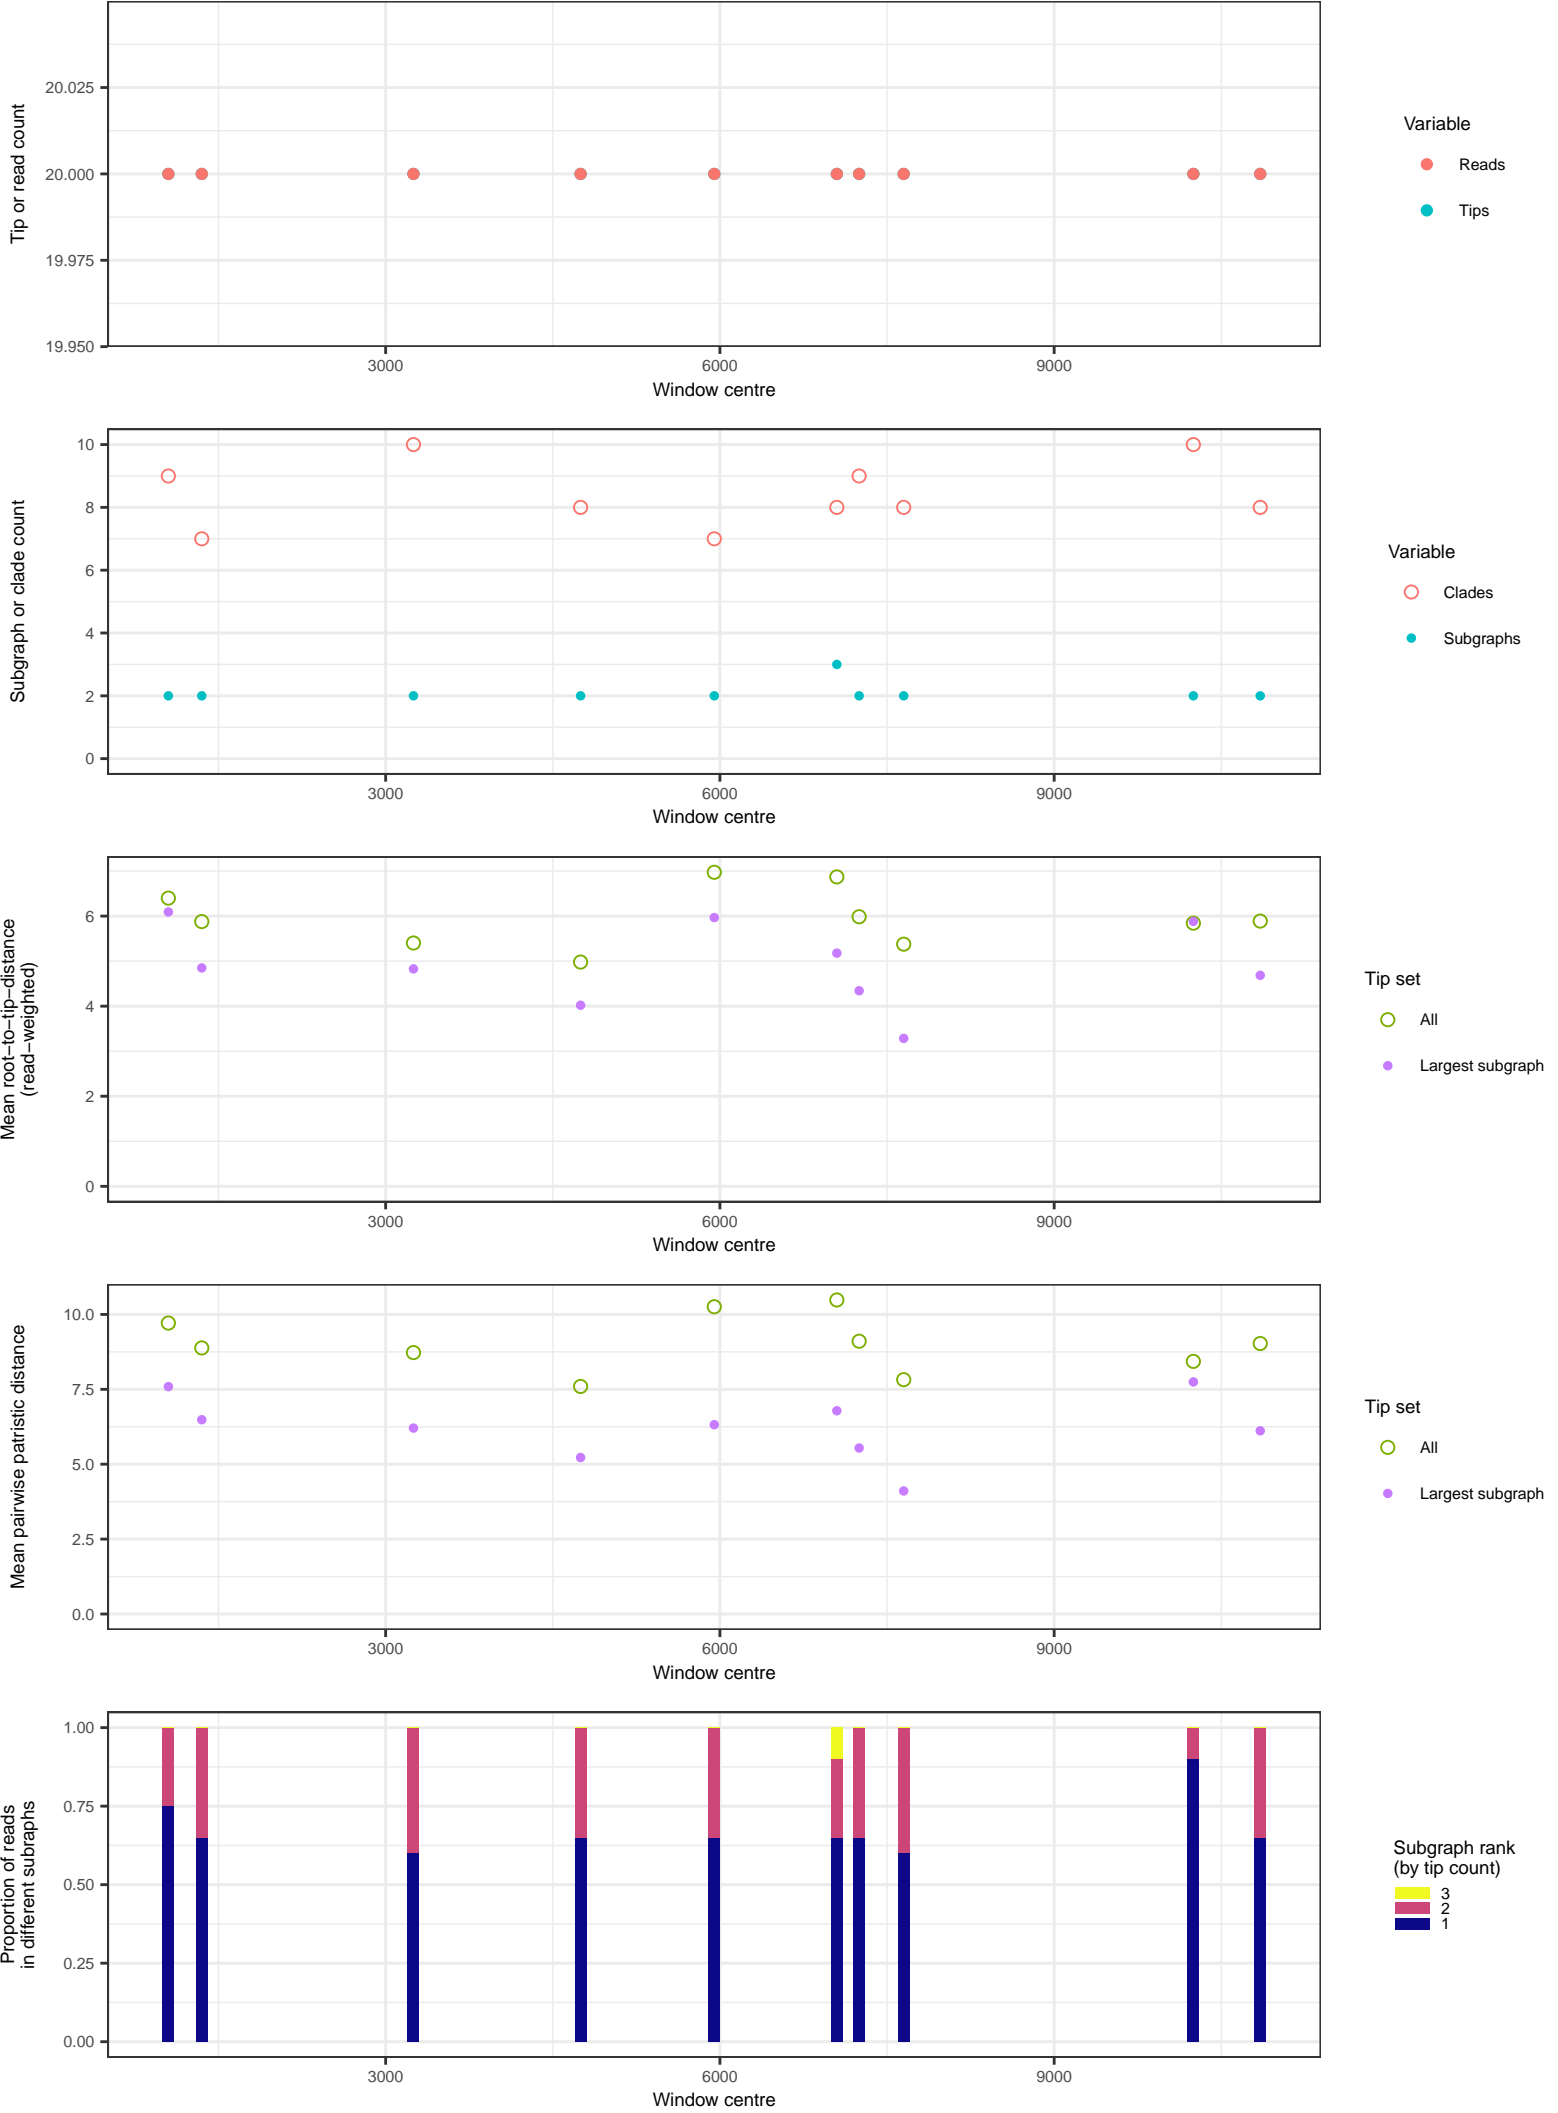 Tip or read count
20.025
20.000
19.975
19.950
3000 6000 9000
Window centre
Variable
Reads
Tips
Subgraph or clade count
10
8
6
4
2
0
3000 6000 9000
Window centre
Variable
Clades
Subgraphs
Mean root−to−tip−distance
(read−weighted)
6
4
2
0
3000 6000 9000
Window centre
Tip set
All
Largest subgraph
Mean pairwise patristic distance
10.0
7.5
5.0
2.5
0.0
3000 6000 9000
Window centre
Tip set
All
Largest subgraph
Proportion of reads
in different subraphs
1.00
0.75
0.50
0.25
0.00
3000 6000 9000
Window centre
Subgraph rank
(by tip count)
3
2
1